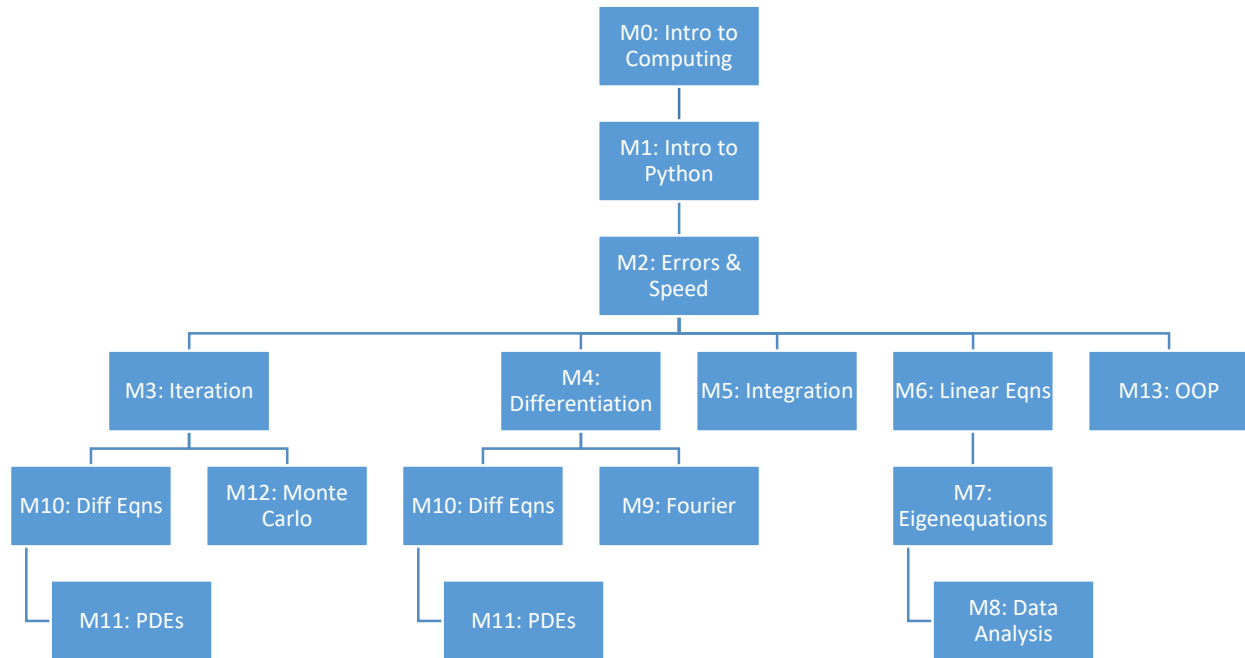 M0: Intro to
Computing
M1: Intro to
Python
M2: Errors &
Speed
M3: Iteration
M4:
Differentiation
M5: Integration
M6: Linear Eqns
M13: OOP
M10: Diff Eqns
M12: Monte
Carlo
M10: Diff Eqns
M9: Fourier
M7:
Eigenequations
M11: PDEs
M11: PDEs
M8: Data
Analysis